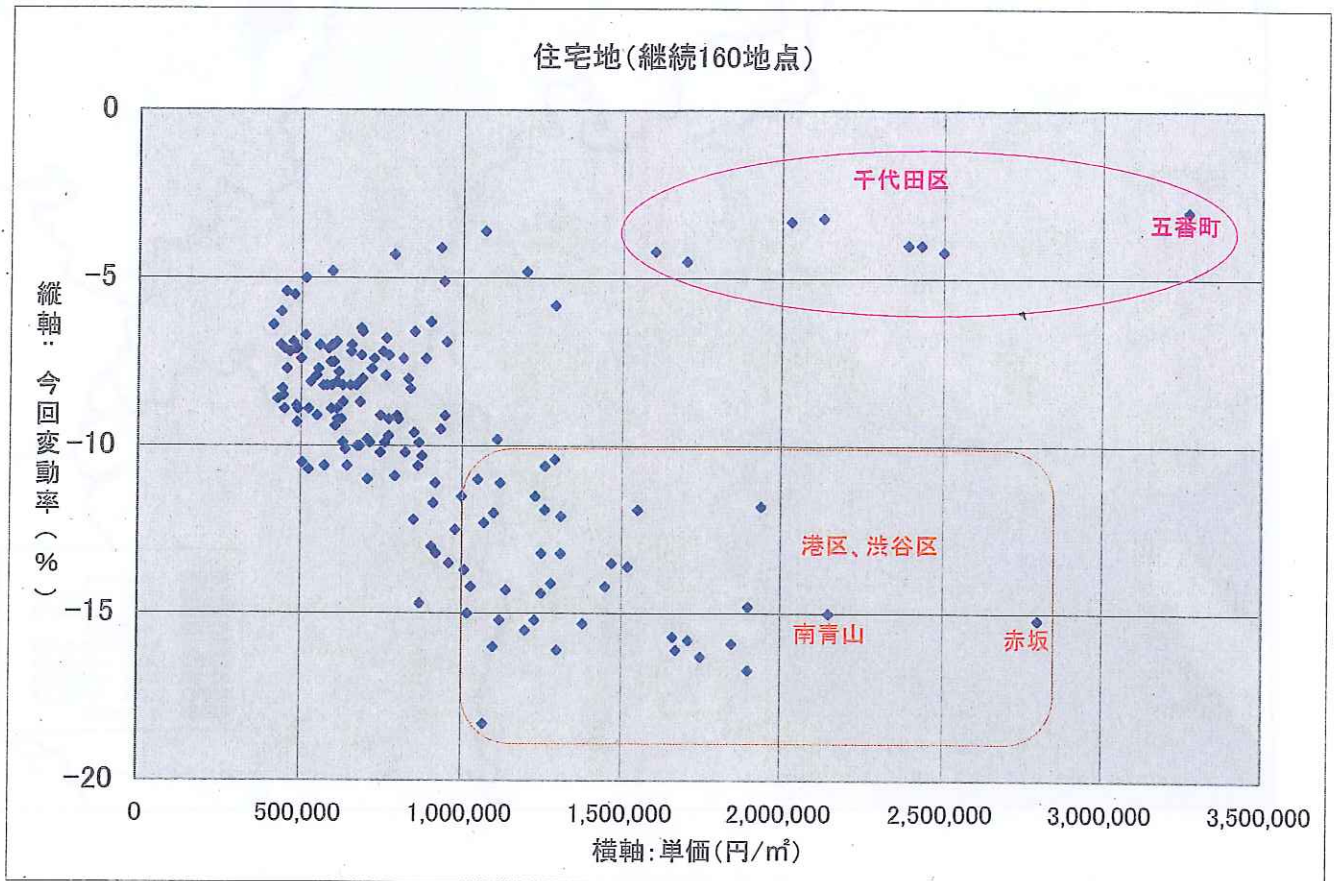 住宅地(継続160地点)
0
-5
-10
-15
-20
縦軸:今回変動率(%)
千代田区
五番町
港区、渋谷区
南青山
赤坂
0
500,000
1,000,000
1,500,000
2,000,000
2,500,000
3,000,000
3,500,000
横軸:単価(円/㎡)